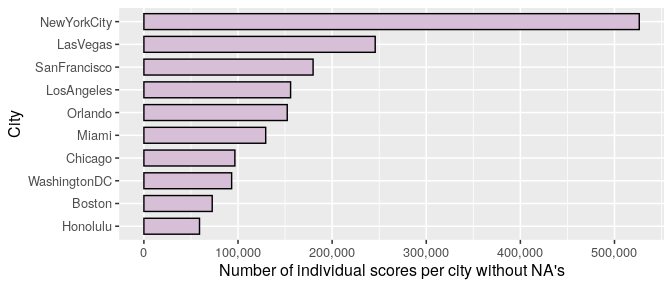 City
NewYorkCity
LasVegas
SanFrancisco
LosAngeles
Orlando
Miami
Chicago
WashingtonDC
Boston
Honolulu
0 100,000 200,000 300,000 400,000 500,000
Number of individual scores per city without NA's